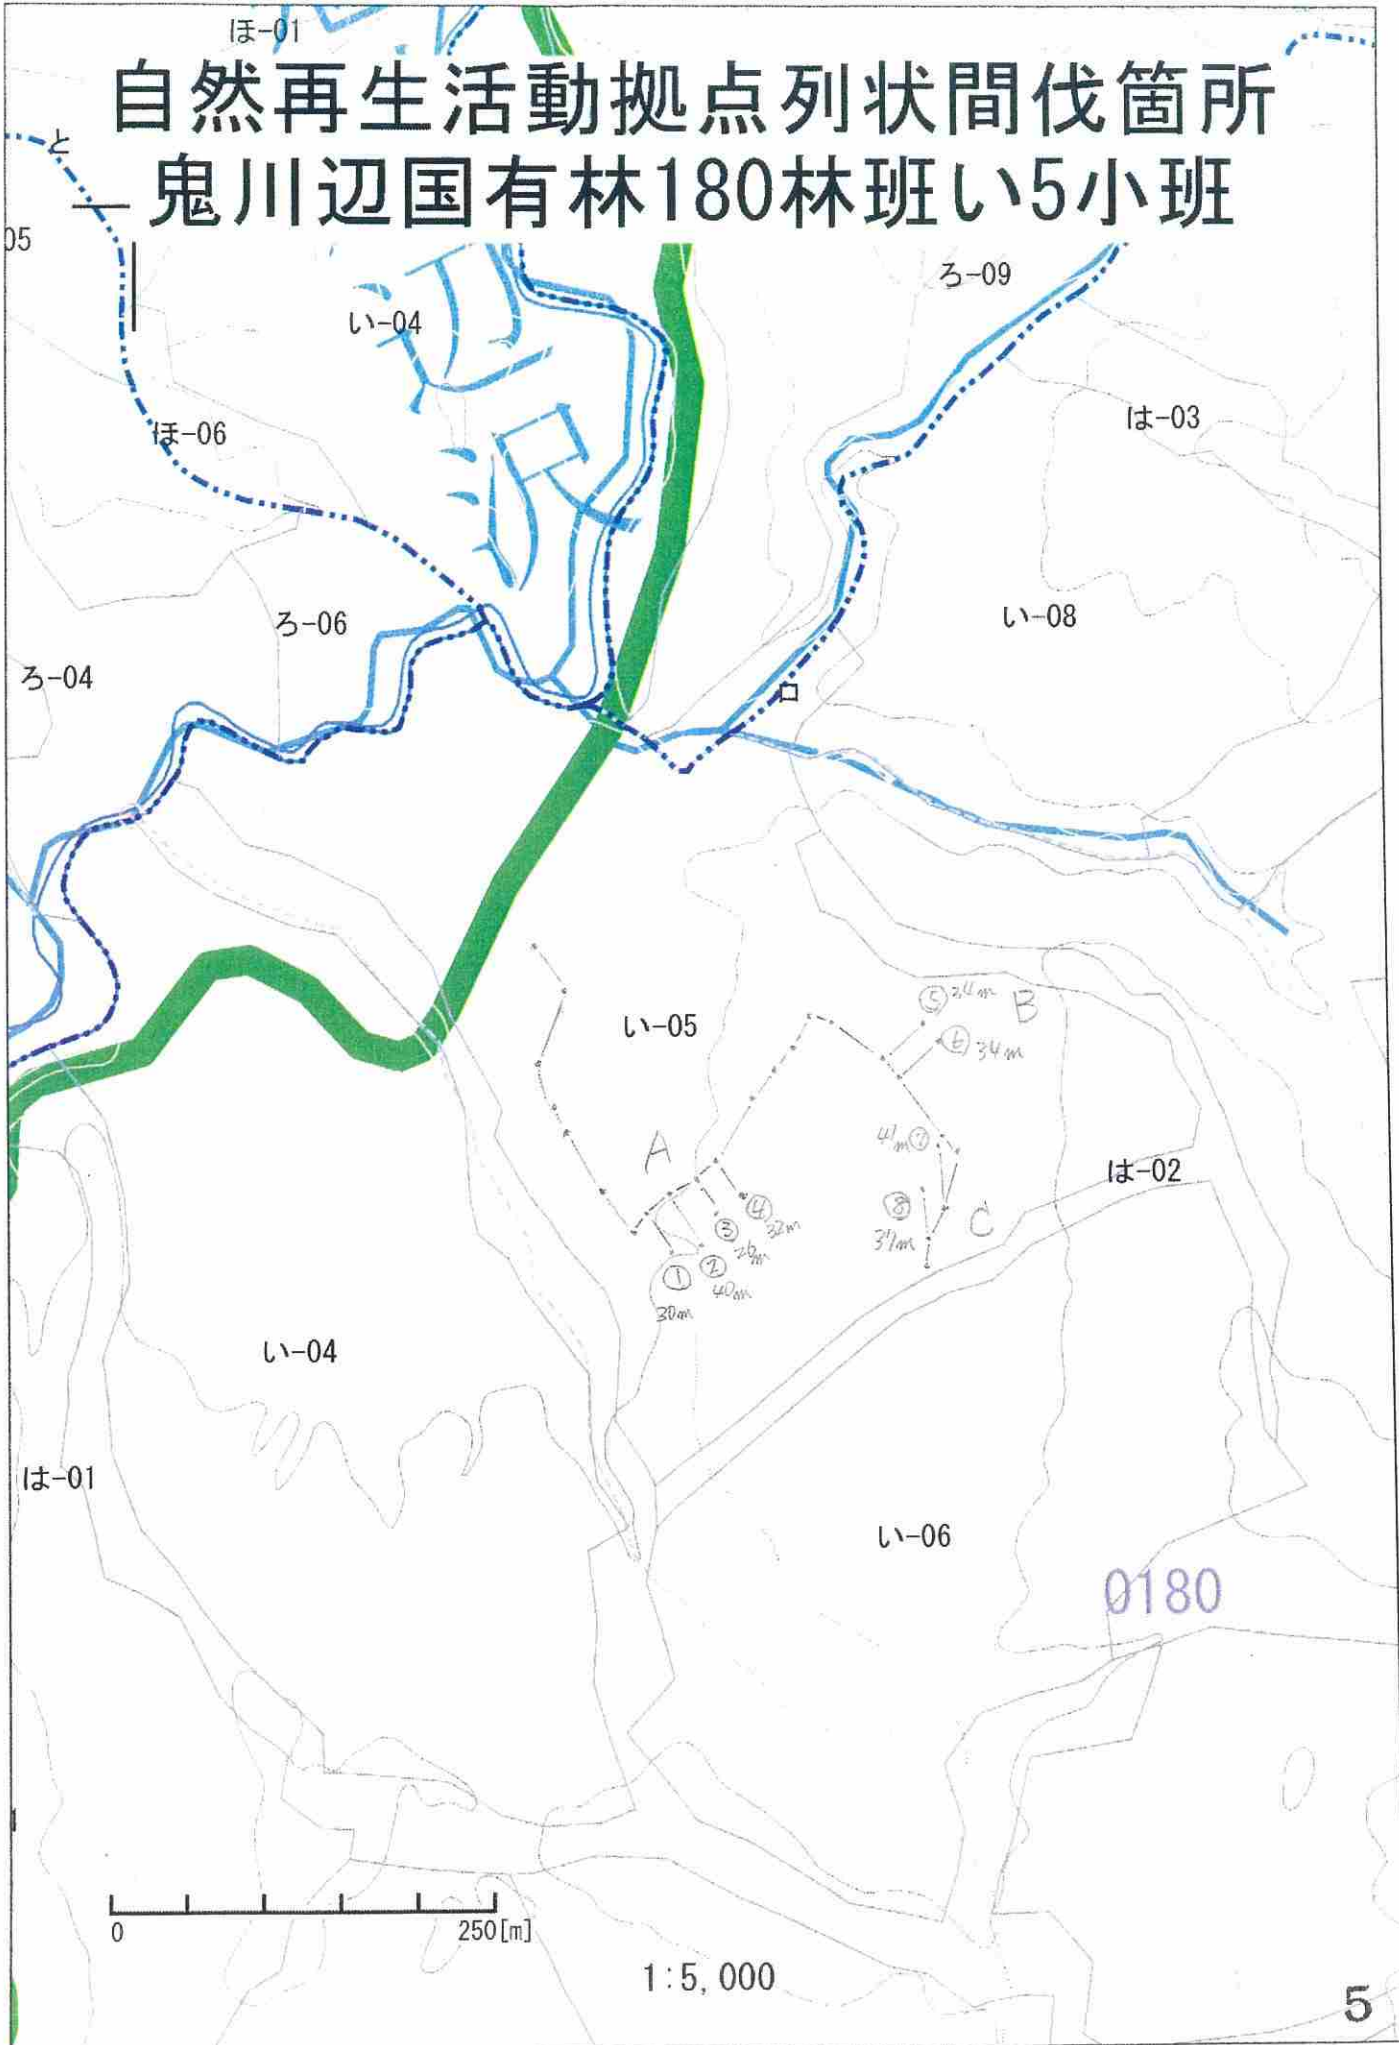 ほ-01
自然再生活動拠点列状間伐箇所
鬼川辺国有林180林班い5小班
と
05
ろ-09
い-04
辺
沢
は-03
ほ-06
い-08
ろ-06
ろ-04
ロ
い-05
⑤ 34m B
⑥ 34m
41m ⑦
A
は-02
⑧
④ 32m
③ 26m
C
37m
① ②
40m
30m
い-04
は-01
い-06
0180
0 250[m]
1:5,000
5